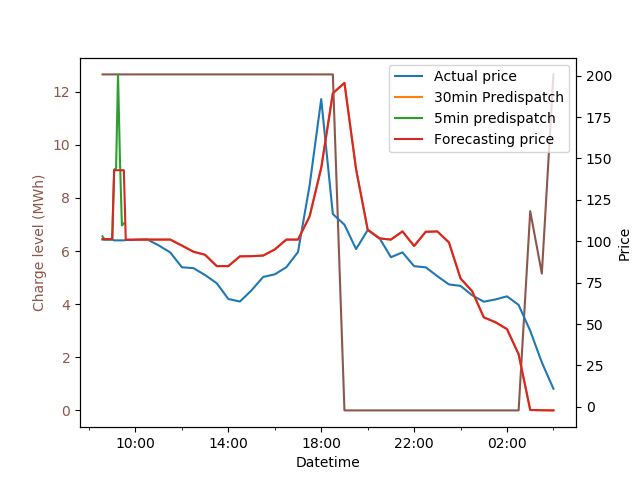 Actual price
30min Predispatch
5min predispatch
Forecasting price
Charge level (MWh)
0
2
4
6
8
10
12
Price
0
25
50
75
100
125
150
175
200
10:00 14:00 18:00 22:00 02:00
Datetime